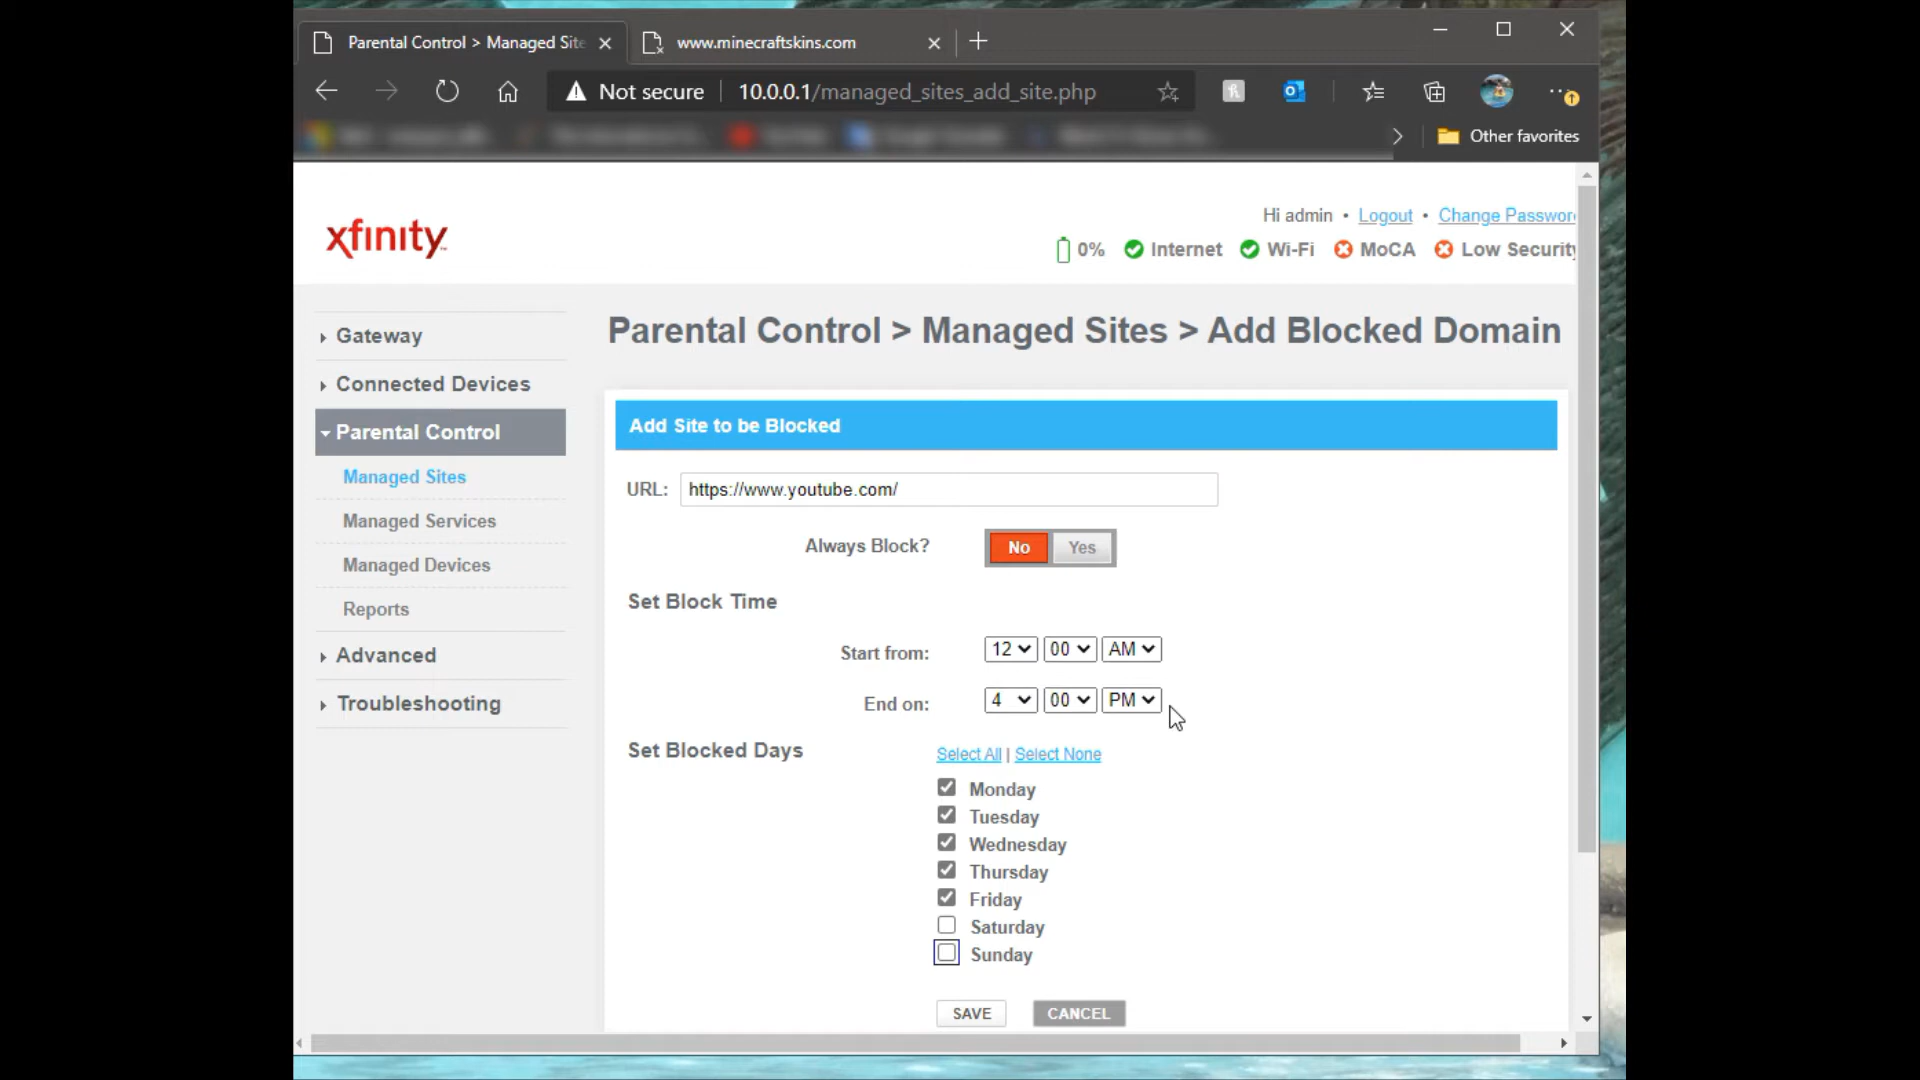 Parental Control > Managed Site
www.minecraftskins.com
Not secure
10.0.0.1/managed_sites_add_site.php
Other favorites
xfinity
Hi admin • Logout • Change Password
0% Internet Wi-Fi MoCA Low Security
Gateway
Connected Devices
Parental Control
Managed Sites
Managed Services
Managed Devices
Reports
Advanced
Troubleshooting
Parental Control > Managed Sites > Add Blocked Domain
Add Site to be Blocked
URL: https://www.youtube.com/
Always Block? No Yes
Set Block Time
Start from: 12 00 AM
End on: 4 00 PM
Set Blocked Days Select All | Select None
Monday
Tuesday
Wednesday
Thursday
Friday
Saturday
Sunday
SAVE CANCEL